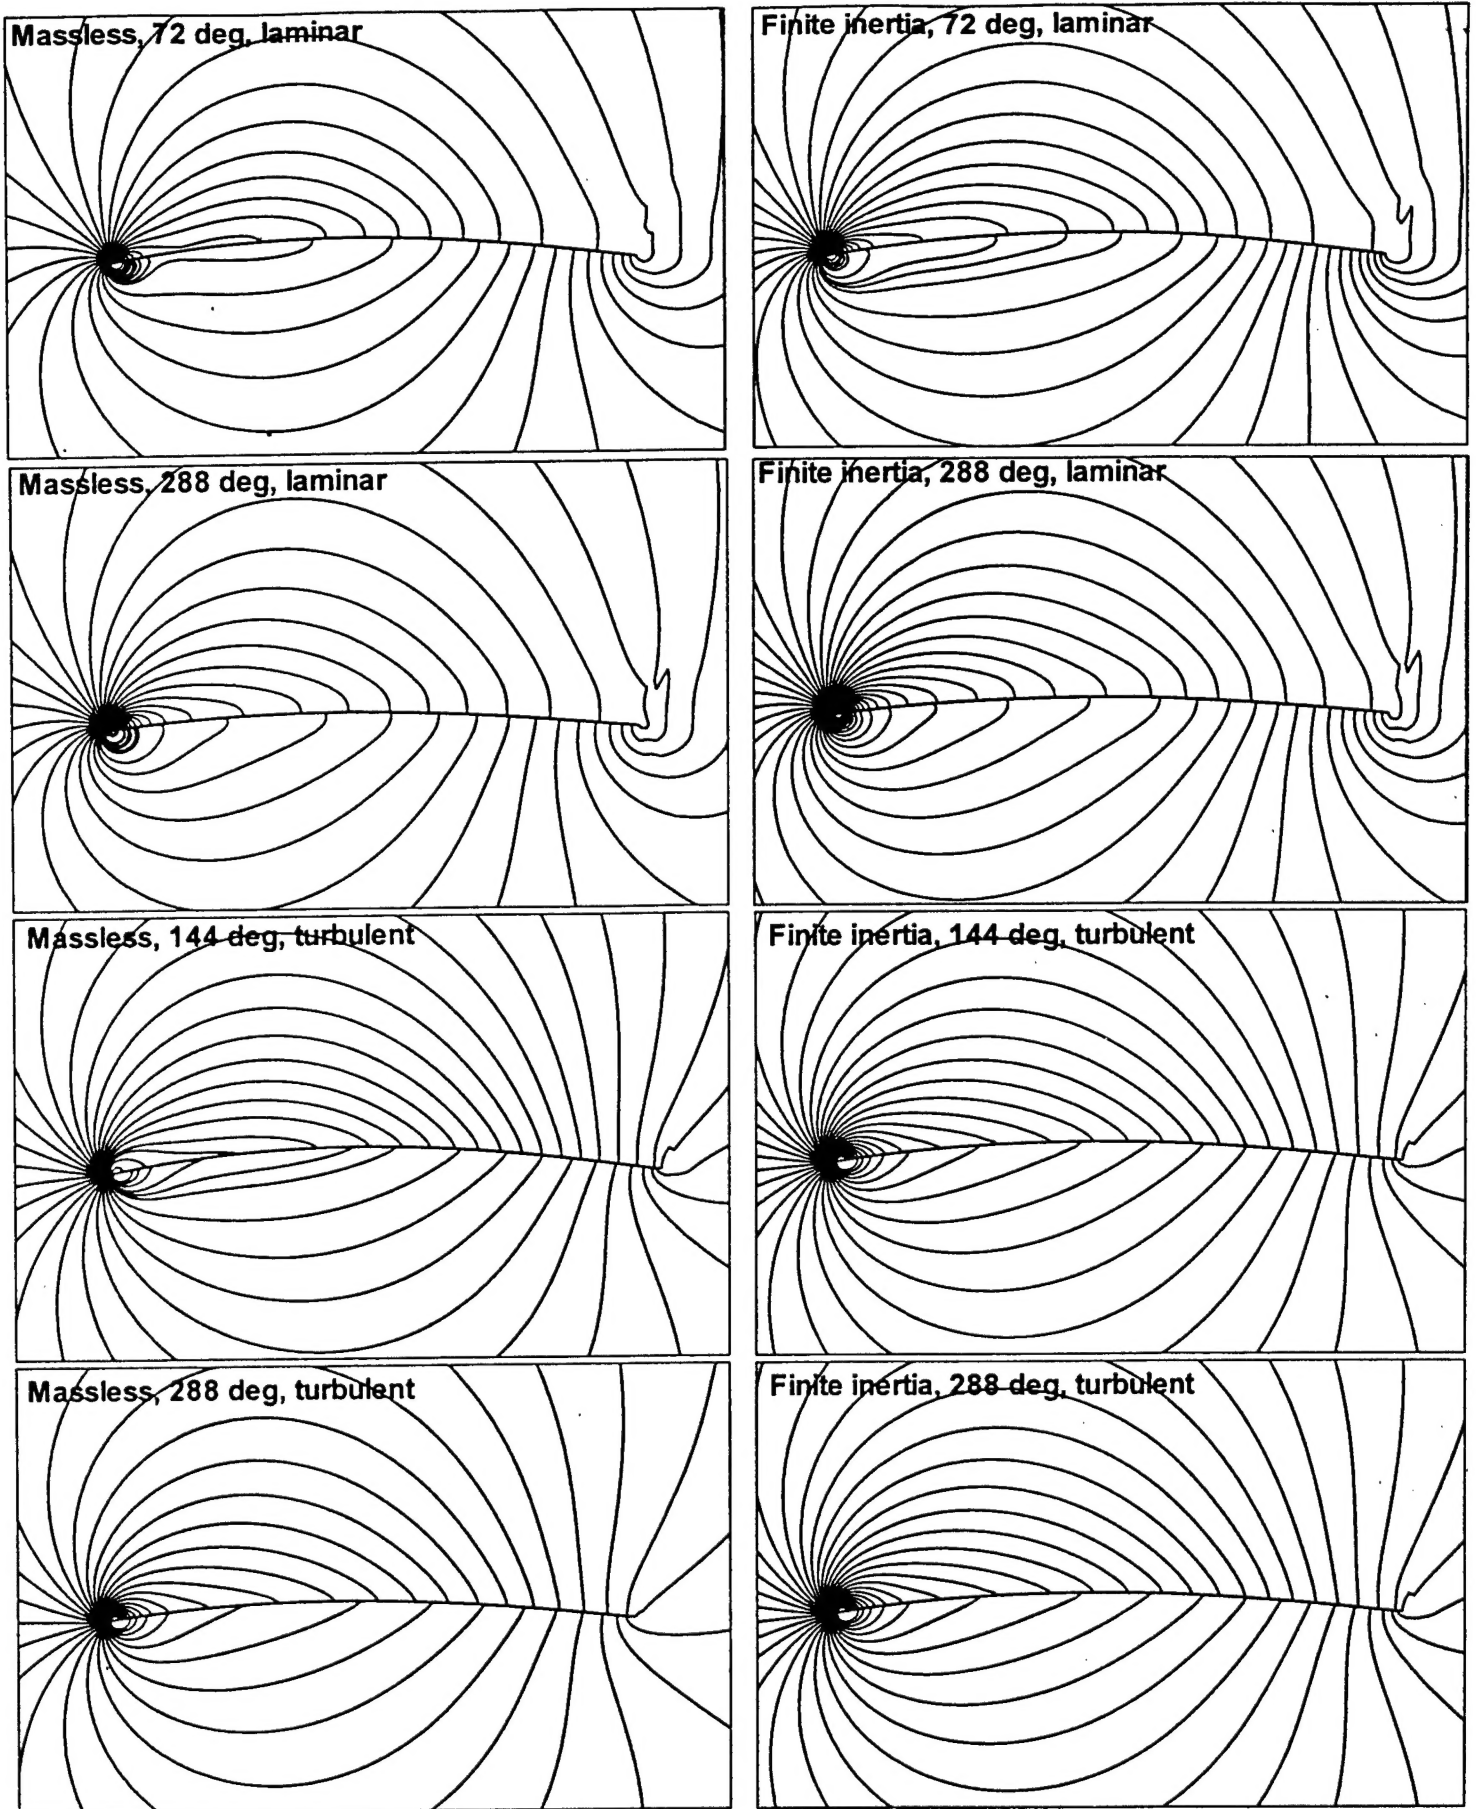 Massless, 72 deg, laminar
Finite inertia, 72 deg, laminar
Massless, 288 deg, laminar
Finite inertia, 288 deg, laminar
Massless, 144 deg, turbulent
Finite inertia, 144 deg, turbulent
Massless, 288 deg, turbulent
Finite inertia, 288 deg, turbulent